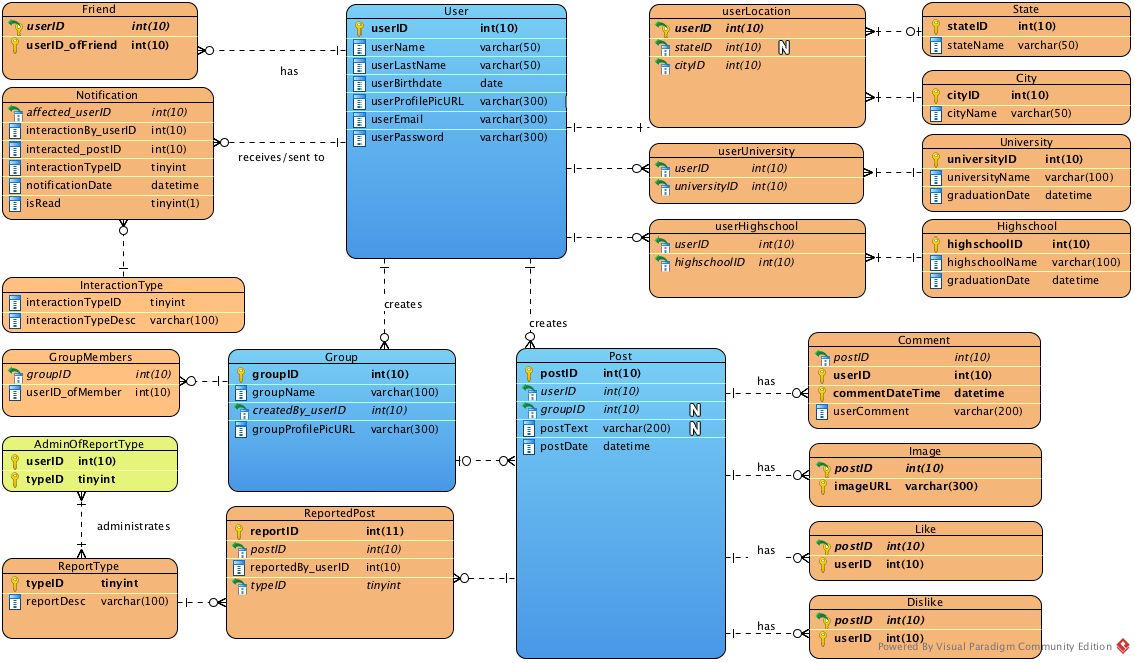 Friend
userID int(10)
userID_ofFriend int(10)
has
Notification
affected_userID int(10)
interactionBy_userID int(10)
interacted_postID int(10)
interactionTypeID tinyint
notificationDate datetime
isRead tinyint(1)
receives/sent to
InteractionType
interactionTypeID tinyint
interactionTypeDesc varchar(100)
User
userID int(10)
userName varchar(50)
userLastName varchar(50)
userBirthdate date
userProfilePicURL varchar(300)
userEmail varchar(300)
userPassword varchar(300)
creates
creates
userLocation
userID int(10)
stateID int(10) N
cityID int(10)
State
stateID int(10)
stateName varchar(50)
City
cityID int(10)
cityName varchar(50)
userUniversity
userID int(10)
universityID int(10)
University
universityID int(10)
universityName varchar(100)
graduationDate datetime
userHighschool
userID int(10)
highschoolID int(10)
Highschool
highschoolID int(10)
highschoolName varchar(100)
graduationDate datetime
GroupMembers
groupID int(10)
userID_ofMember int(10)
Group
groupID int(10)
groupName varchar(100)
createdBy_userID int(10)
groupProfilePicURL varchar(300)
Post
postID int(10)
userID int(10)
groupID int(10) N
postText varchar(200) N
postDate datetime
has
Comment
postID int(10)
userID int(10)
commentDateTime datetime
userComment varchar(200)
has
Image
postID int(10)
imageURL varchar(300)
has
Like
postID int(10)
userID int(10)
has
Dislike
postID int(10)
userID int(10)
AdminOfReportType
userID int(10)
typeID tinyint
administrates
ReportType
typeID tinyint
reportDesc varchar(100)
ReportedPost
reportID int(11)
postID int(10)
reportedBy_userID int(10)
typeID tinyint
Powered By Visual Paradigm Community Edition